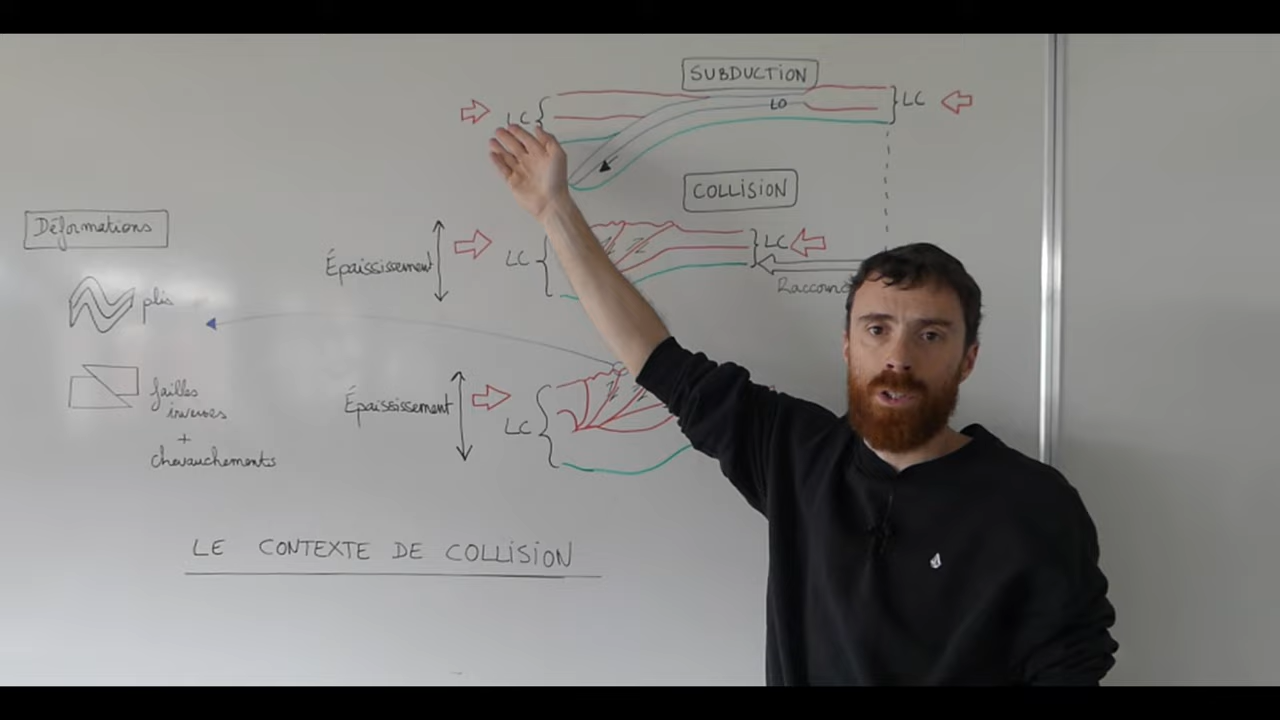 SUBDUCTION
LC
LO
LC
COLLISION
Déformations
Épaississement
LC
LC
plis
failles
inverses
+
chevauchements
Épaississement
LC
LE CONTEXTE DE COLLISION